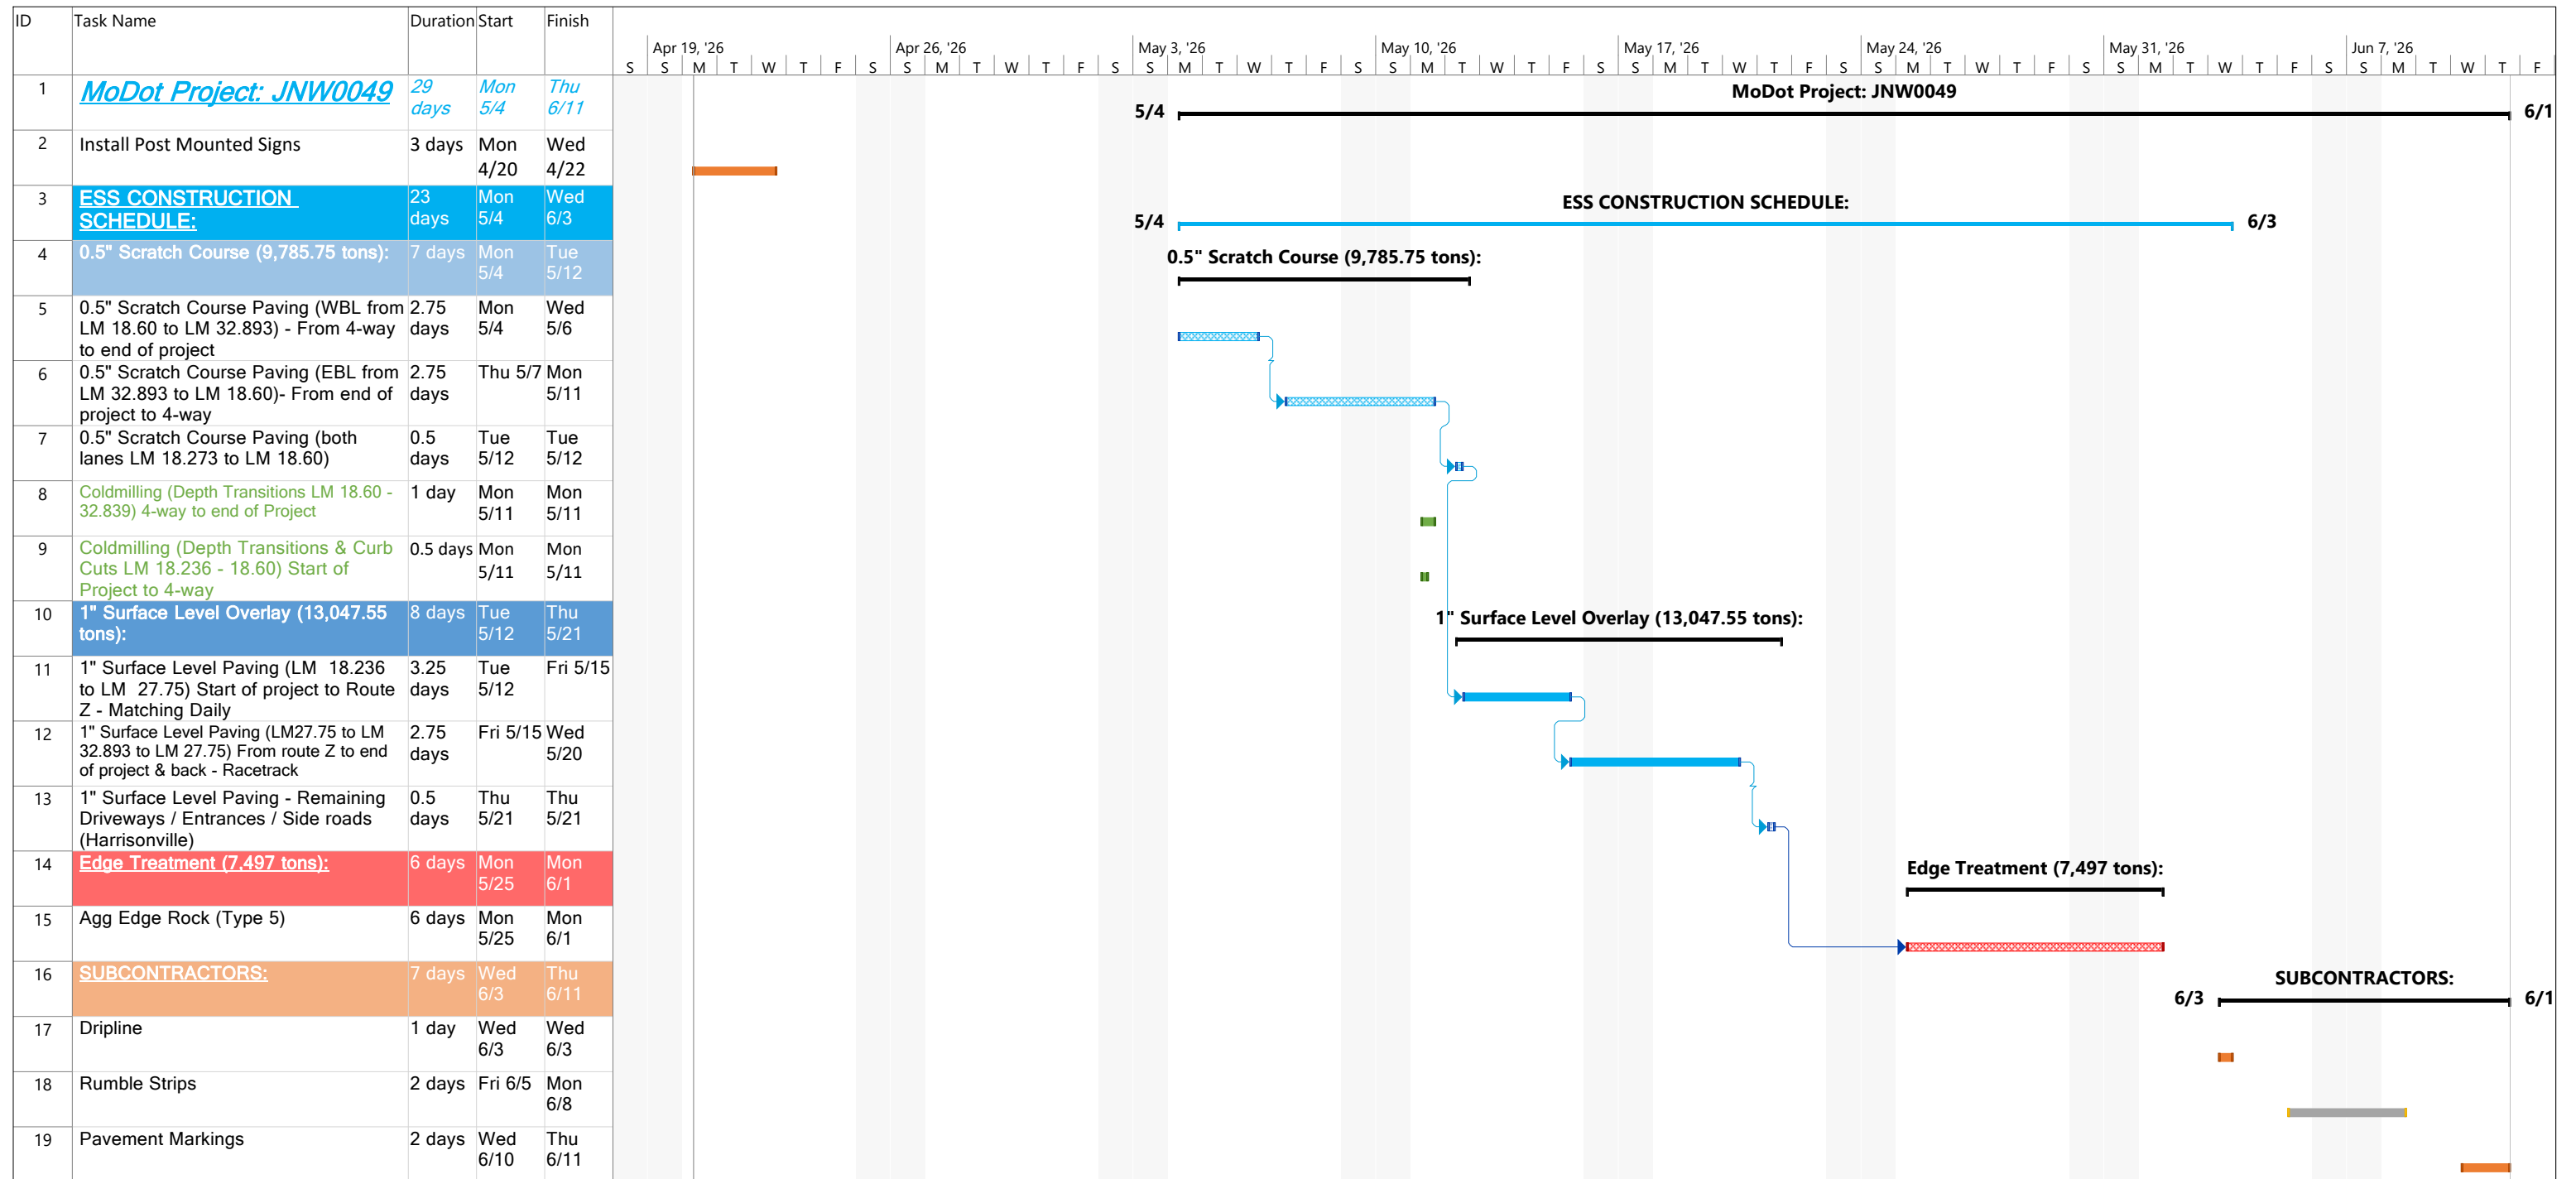 ID Task Name Duration Start Finish
Apr 19, '26 Apr 26, '26 May 3, '26 May 10, '26 May 17, '26 May 24, '26 May 31, '26 Jun 7, '26
S S M T W T F S S M T W T F S S M T W T F S S M T W T F S S M T W T F S S M T W T F S S M T W T F S S M T W T F
1 MoDot Project: JNW0049 29 Mon Thu
days 5/4 6/11
MoDot Project: JNW0049
5/4 6/1
2 Install Post Mounted Signs 3 days Mon Wed
4/20 4/22
3 ESS CONSTRUCTION 23 Mon Wed
SCHEDULE: days 5/4 6/3
ESS CONSTRUCTION SCHEDULE:
5/4 6/3
4 0.5" Scratch Course (9,785.75 tons): 7 days Mon Tue
5/4 5/12
0.5" Scratch Course (9,785.75 tons):
5 0.5" Scratch Course Paving (WBL from 2.75 Mon Wed
LM 18.60 to LM 32.893) - From 4-way days 5/4 5/6
to end of project
6 0.5" Scratch Course Paving (EBL from 2.75 Thu 5/7 Mon
LM 32.893 to LM 18.60)- From end of days 5/11
project to 4-way
7 0.5" Scratch Course Paving (both 0.5 Tue Tue
lanes LM 18.273 to LM 18.60) days 5/12 5/12
8 Coldmilling (Depth Transitions LM 18.60 - 1 day Mon Mon
32.839) 4-way to end of Project 5/11 5/11
9 Coldmilling (Depth Transitions & Curb 0.5 days Mon Mon
Cuts LM 18.236 - 18.60) Start of 5/11 5/11
Project to 4-way
10 1" Surface Level Overlay (13,047.55 8 days Tue Thu
tons): 5/12 5/21
1" Surface Level Overlay (13,047.55 tons):
11 1" Surface Level Paving (LM 18.236 3.25 Tue Fri 5/15
to LM 27.75) Start of project to Route days 5/12
Z - Matching Daily
12 1" Surface Level Paving (LM27.75 to LM 2.75 Fri 5/15 Wed
32.893 to LM 27.75) From route Z to end days 5/20
of project & back - Racetrack
13 1" Surface Level Paving - Remaining 0.5 Thu Thu
Driveways / Entrances / Side roads days 5/21 5/21
(Harrisonville)
14 Edge Treatment (7,497 tons): 6 days Mon Mon
5/25 6/1
Edge Treatment (7,497 tons):
15 Agg Edge Rock (Type 5) 6 days Mon Mon
5/25 6/1
16 SUBCONTRACTORS: 7 days Wed Thu
6/3 6/11
SUBCONTRACTORS:
6/3 6/1
17 Dripline 1 day Wed Wed
6/3 6/3
18 Rumble Strips 2 days Fri 6/5 Mon
6/8
19 Pavement Markings 2 days Wed Thu
6/10 6/11